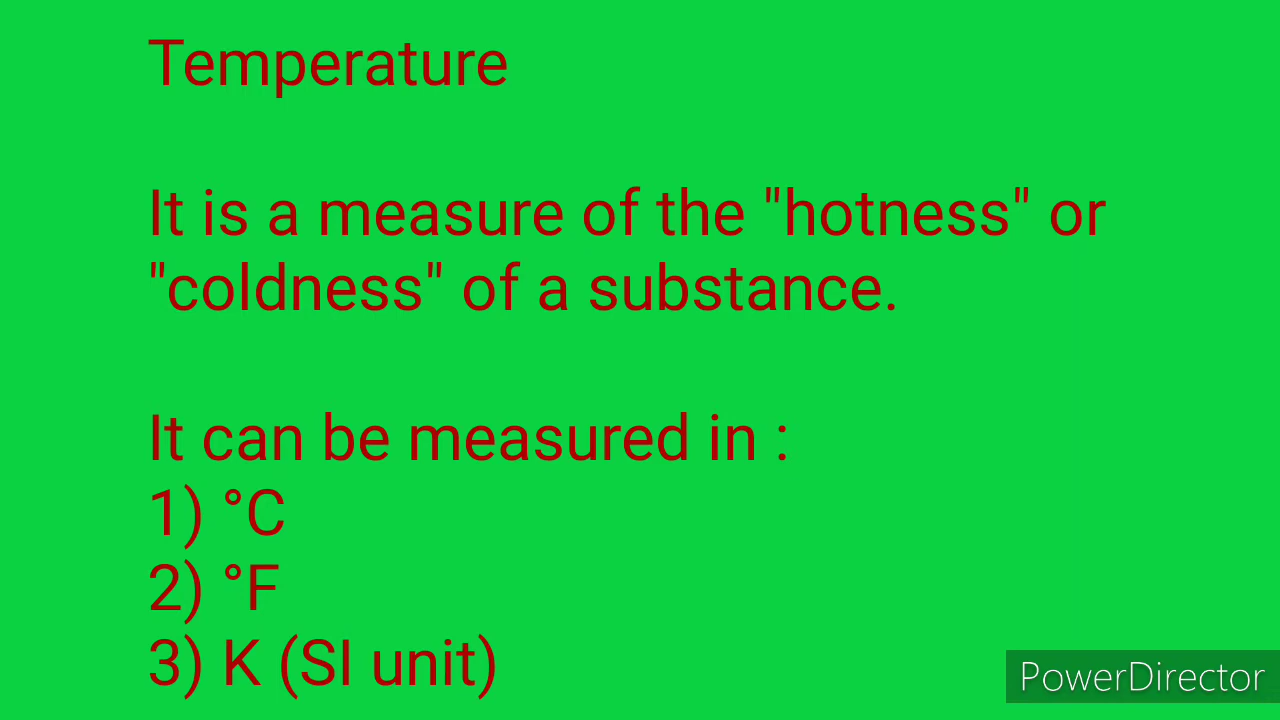 Temperature
It is a measure of the "hotness" or
"coldness" of a substance.
It can be measured in :
1) °C
2) °F
3) K (SI unit)
PowerDirector